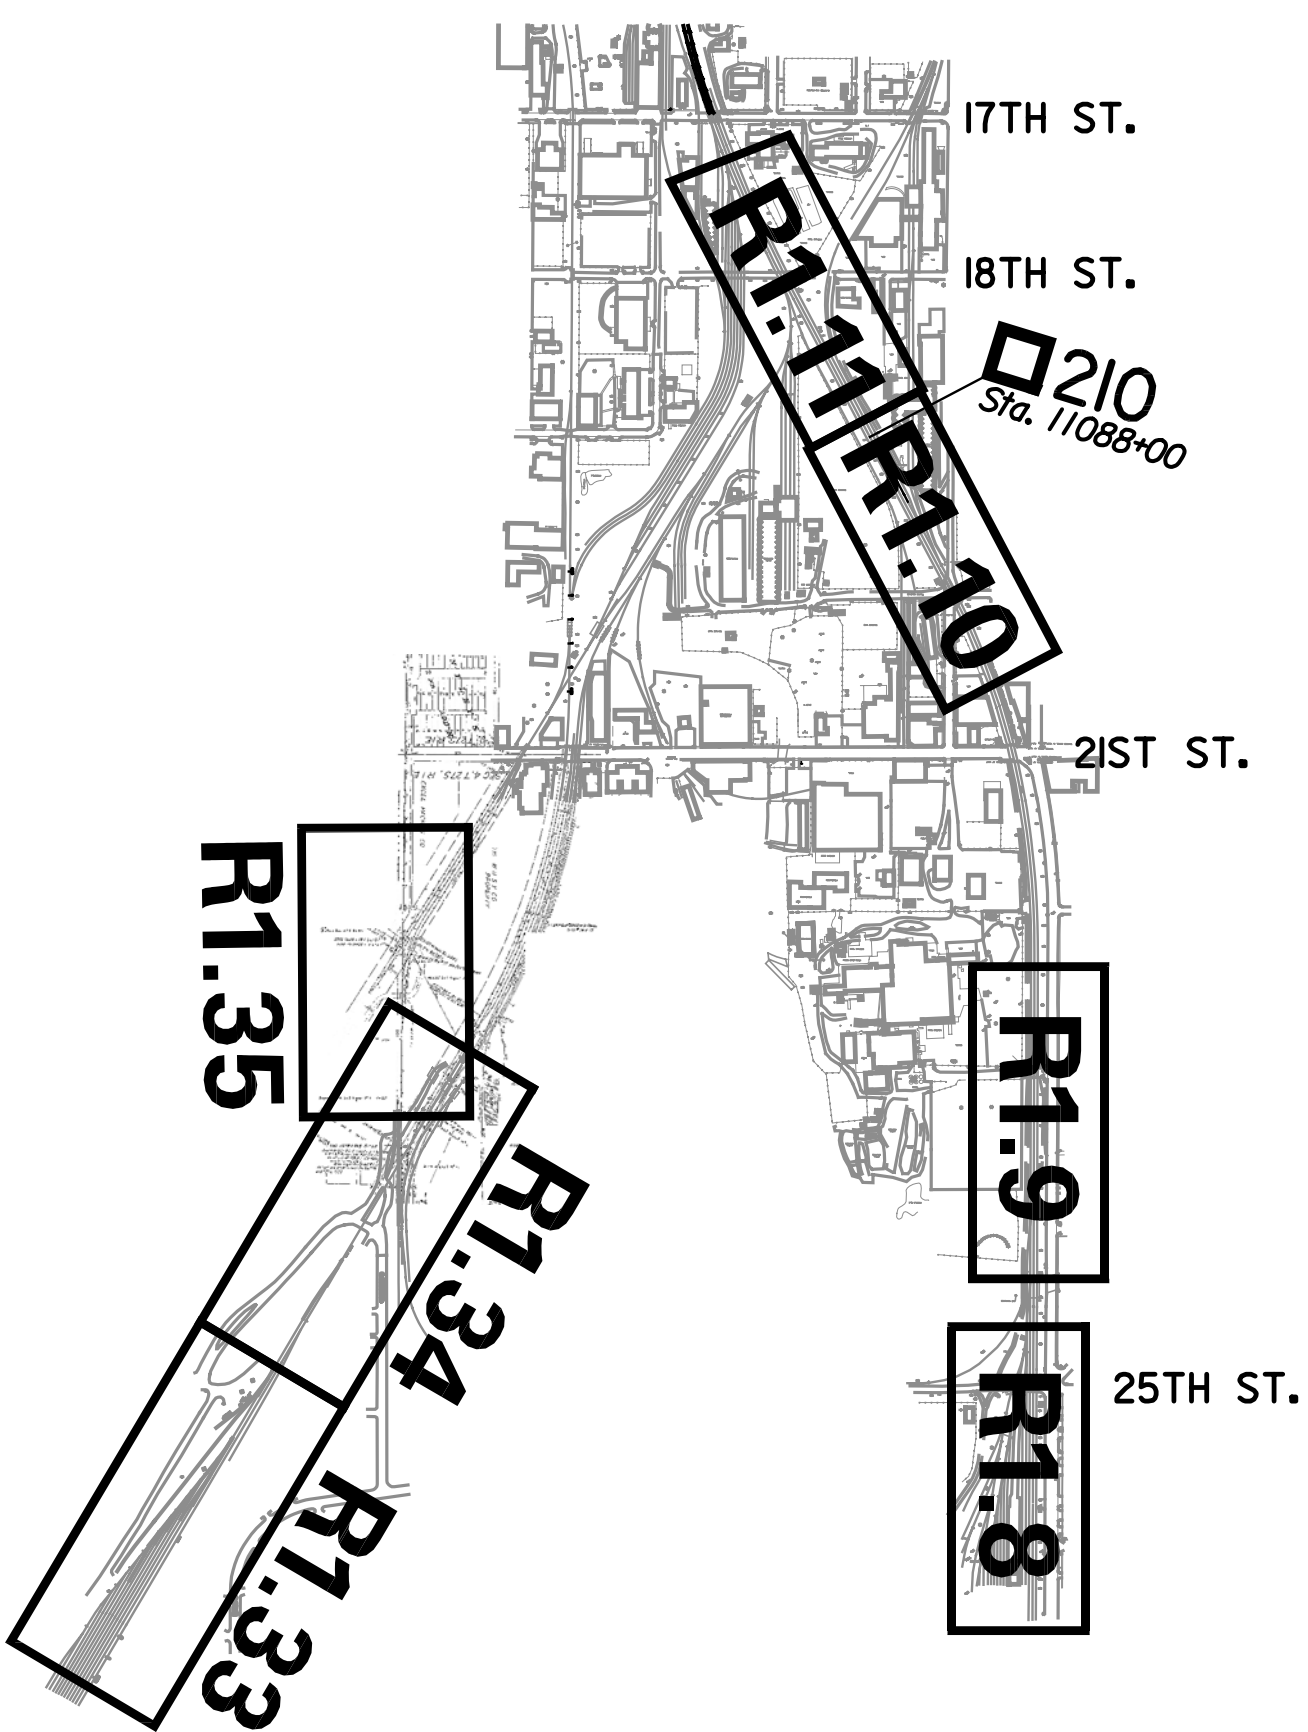 17TH ST.
18TH ST.
R1.11
210
Sta. 11088+00
R1.10
21ST ST.
R1.35
R1.9
R1.34
25TH ST.
R1.8
R1.33